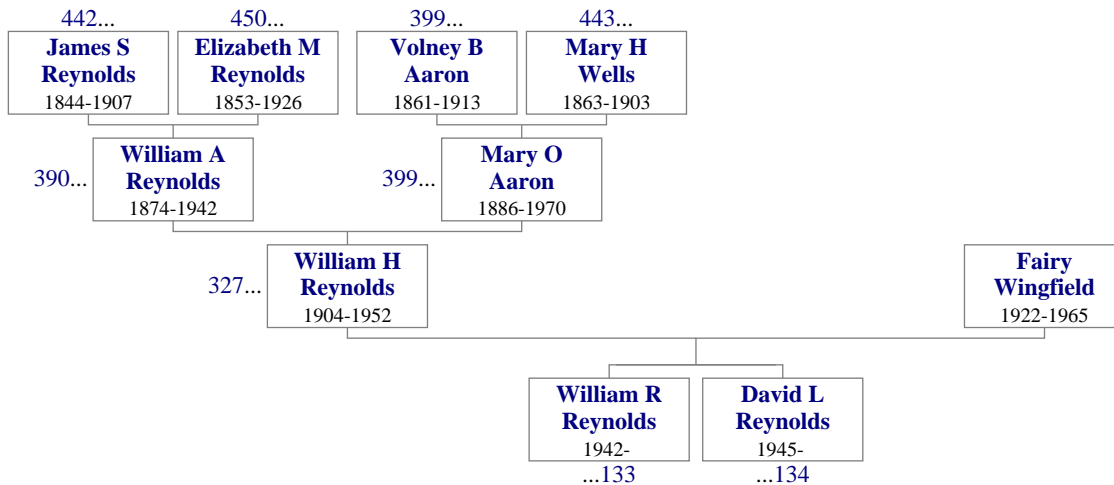 442...
450...
399...
443...
James S
Reynolds
1844-1907
Elizabeth M
Reynolds
1853-1926
Volney B
Aaron
1861-1913
Mary H
Wells
1863-1903
390...
William A
Reynolds
1874-1942
399...
Mary O
Aaron
1886-1970
327...
William H
Reynolds
1904-1952
Fairy
Wingfield
1922-1965
William R
Reynolds
1942-
...133
David L
Reynolds
1945-
...134